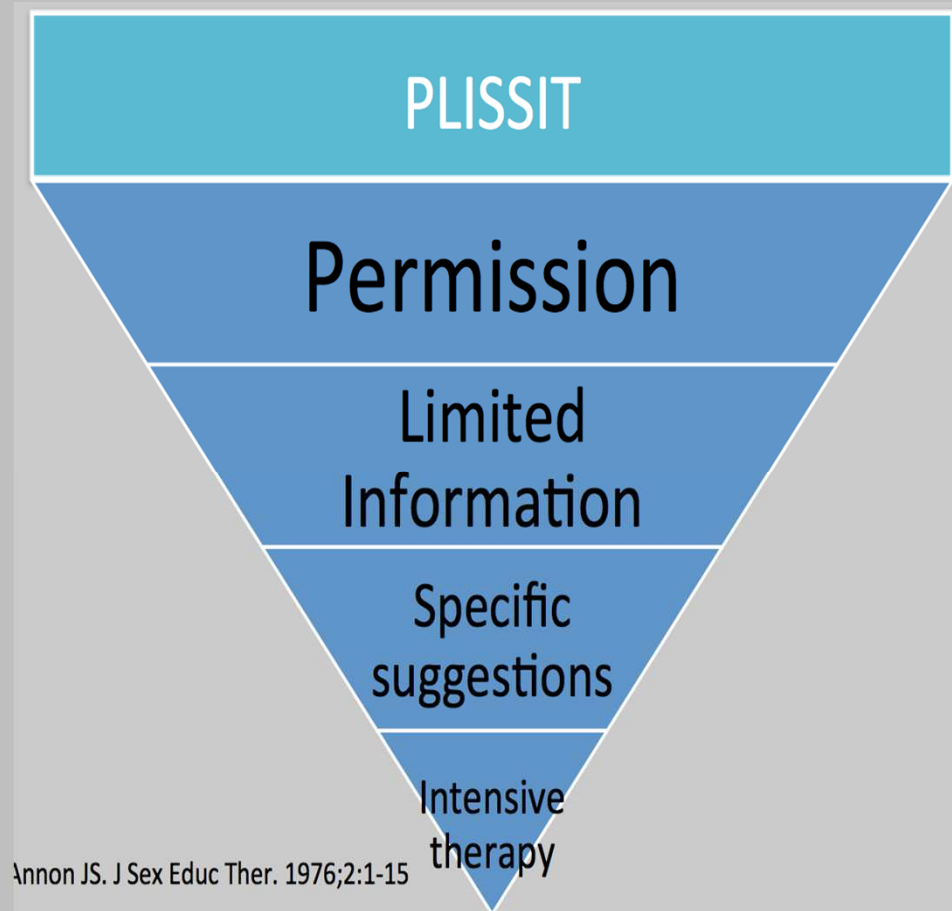 PLISSIT
Permission
Limited
Information
Specific
suggestions
Intensive
therapy
Annon JS. J Sex Educ Ther. 1976;2:1-15